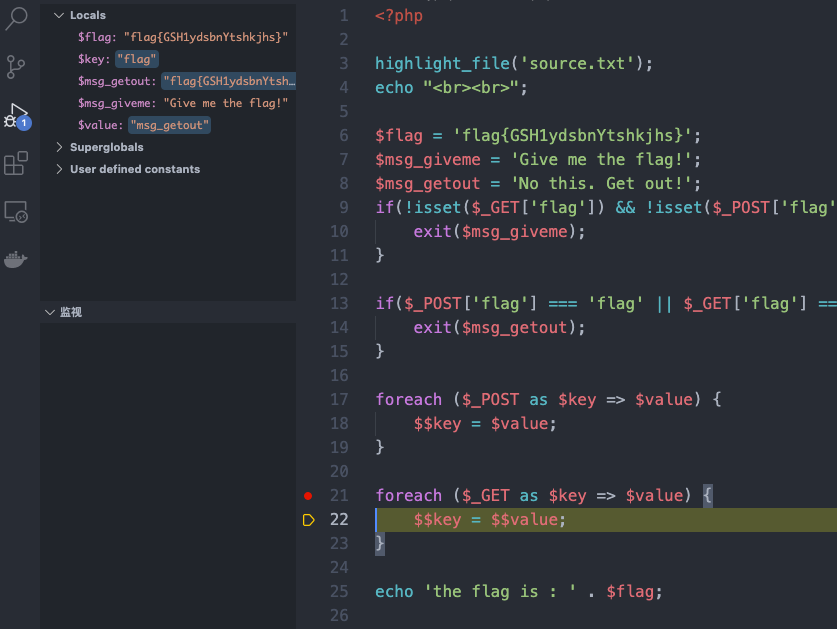 Locals
$flag: "flag{GSH1ydsbnYtshkjhs}"
$key: "flag"
$msg_getout: "flag{GSH1ydsbnYtsh…
$msg_giveme: "Give me the flag!"
$value: "msg_getout"
Superglobals
User defined constants
监视
1
1 <?php
2
3 highlight_file('source.txt');
4 echo "<br><br>";
5
6 $flag = 'flag{GSH1ydsbnYtshkjhs}';
7 $msg_giveme = 'Give me the flag!';
8 $msg_getout = 'No this. Get out!';
9 if(!isset($_GET['flag']) && !isset($_POST['flag'
10 exit($msg_giveme);
11 }
12
13 if($_POST['flag'] === 'flag' || $_GET['flag'] ==
14 exit($msg_getout);
15 }
16
17 foreach ($_POST as $key => $value) {
18 $$key = $value;
19 }
20
21 foreach ($_GET as $key => $value) {
22 $$key = $$value;
23 }
24
25 echo 'the flag is : ' . $flag;
26